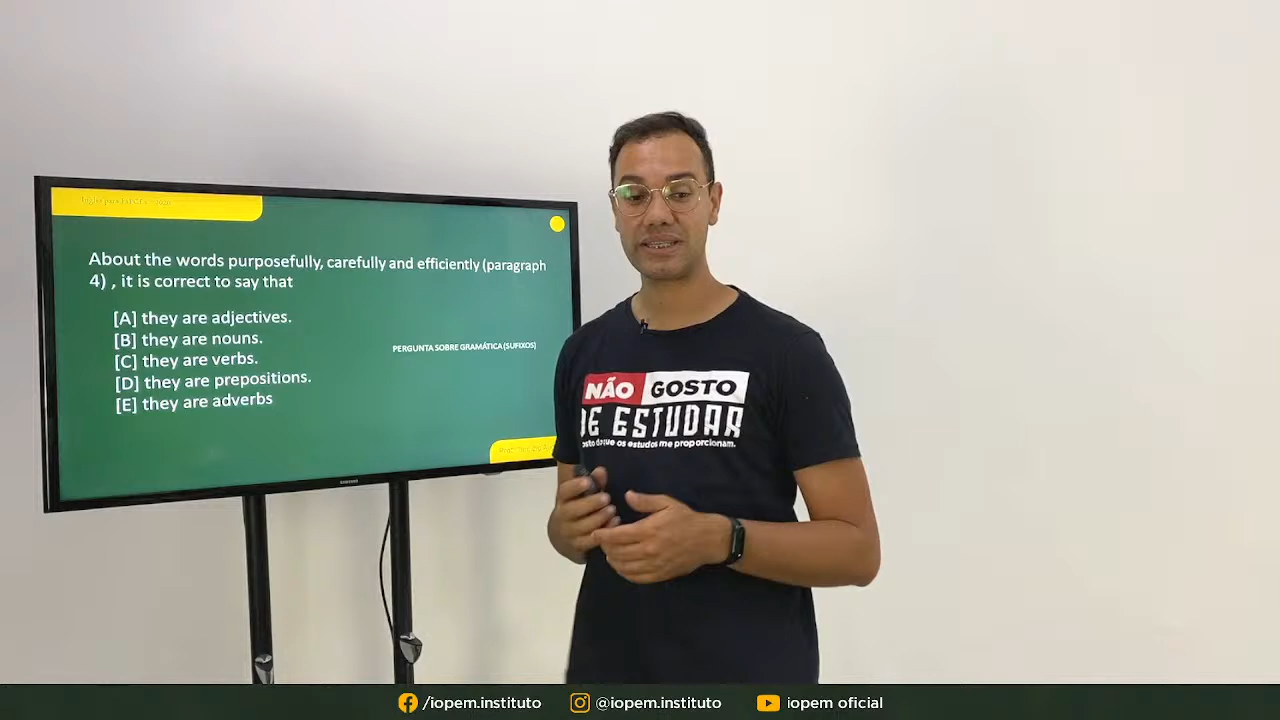 About the words purposefully, carefully and efficiently (paragraph
4) , it is correct to say that
[A] they are adjectives.
[B] they are nouns.
[C] they are verbs.
[D] they are prepositions.
[E] they are adverbs
PERGUNTA SOBRE GRAMÁTICA (SUFIXOS)
SAMSUNG
NÃO GOSTO
DE ESTUDAR
que os estudos me proporcionam.
/iopem.instituto
@iopem.instituto
iopem oficial